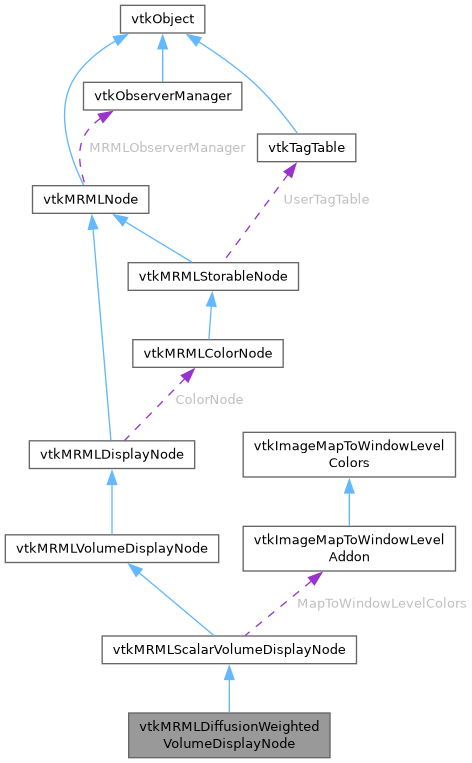 vtkObject
vtkObserverManager
MRMLObserverManager
vtkTagTable
vtkMRMLNode
UserTagTable
vtkMRMLStorableNode
vtkMRMLColorNode
ColorNode
vtkMRMLDisplayNode
vtkImageMapToWindowLevel
Colors
vtkMRMLVolumeDisplayNode
vtkImageMapToWindowLevel
Addon
MapToWindowLevelColors
vtkMRMLScalarVolumeDisplayNode
vtkMRMLDiffusionWeighted
VolumeDisplayNode